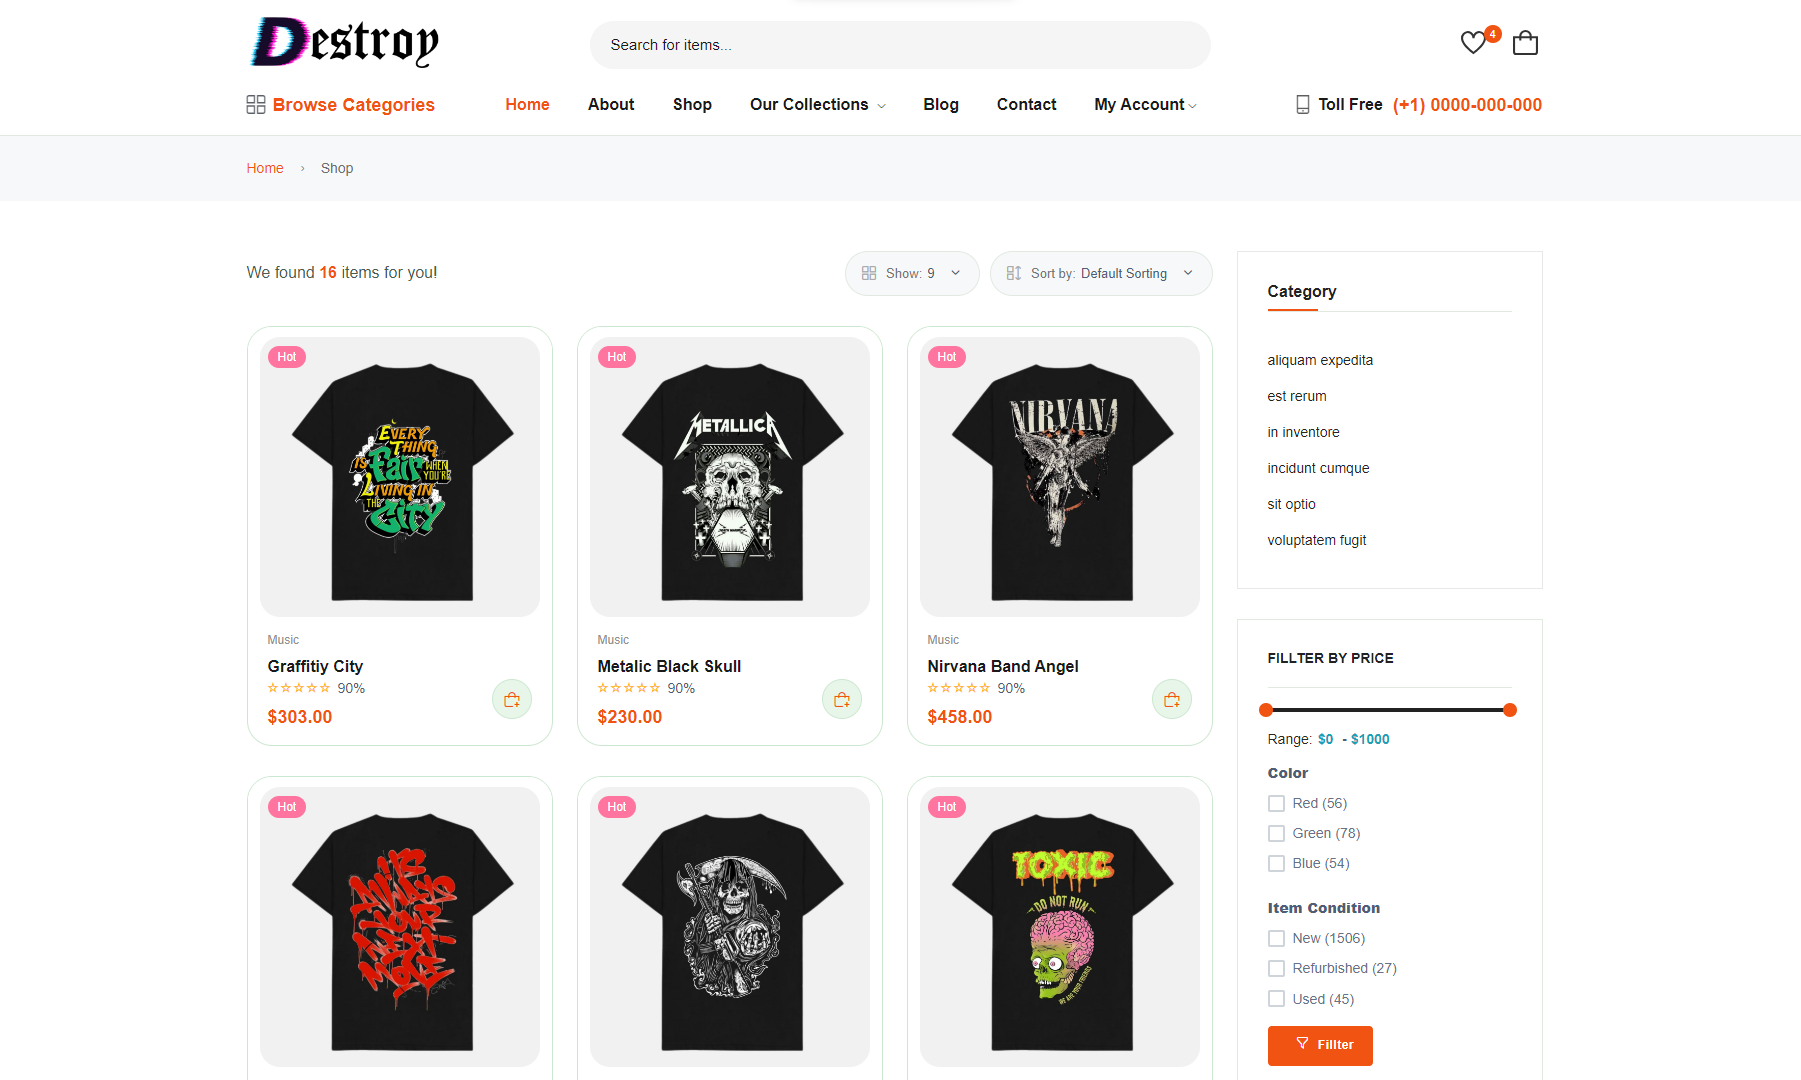 Destroy
Search for items...
4
Browse Categories
Home
About
Shop
Our Collections
Blog
Contact
My Account
Toll Free (+1) 0000-000-000
Home › Shop
We found 16 items for you!
Show: 9
Sort by: Default Sorting
Hot
EVERY
THING
IS Fair WHEN
YOU'RE
LIVING IN
THE
CITY
Music
Graffitiy City
90%
$303.00
Hot
METALLICA
Music
Metalic Black Skull
90%
$230.00
Hot
NIRVANA
Music
Nirvana Band Angel
90%
$458.00
Hot
Hot
Hot
TOXIC
DO NOT RUN
WE ARE YOUR FRIENDS
Category
aliquam expedita
est rerum
in inventore
incidunt cumque
sit optio
voluptatem fugit
FILLTER BY PRICE
Range: $0 - $1000
Color
Red (56)
Green (78)
Blue (54)
Item Condition
New (1506)
Refurbished (27)
Used (45)
Fillter